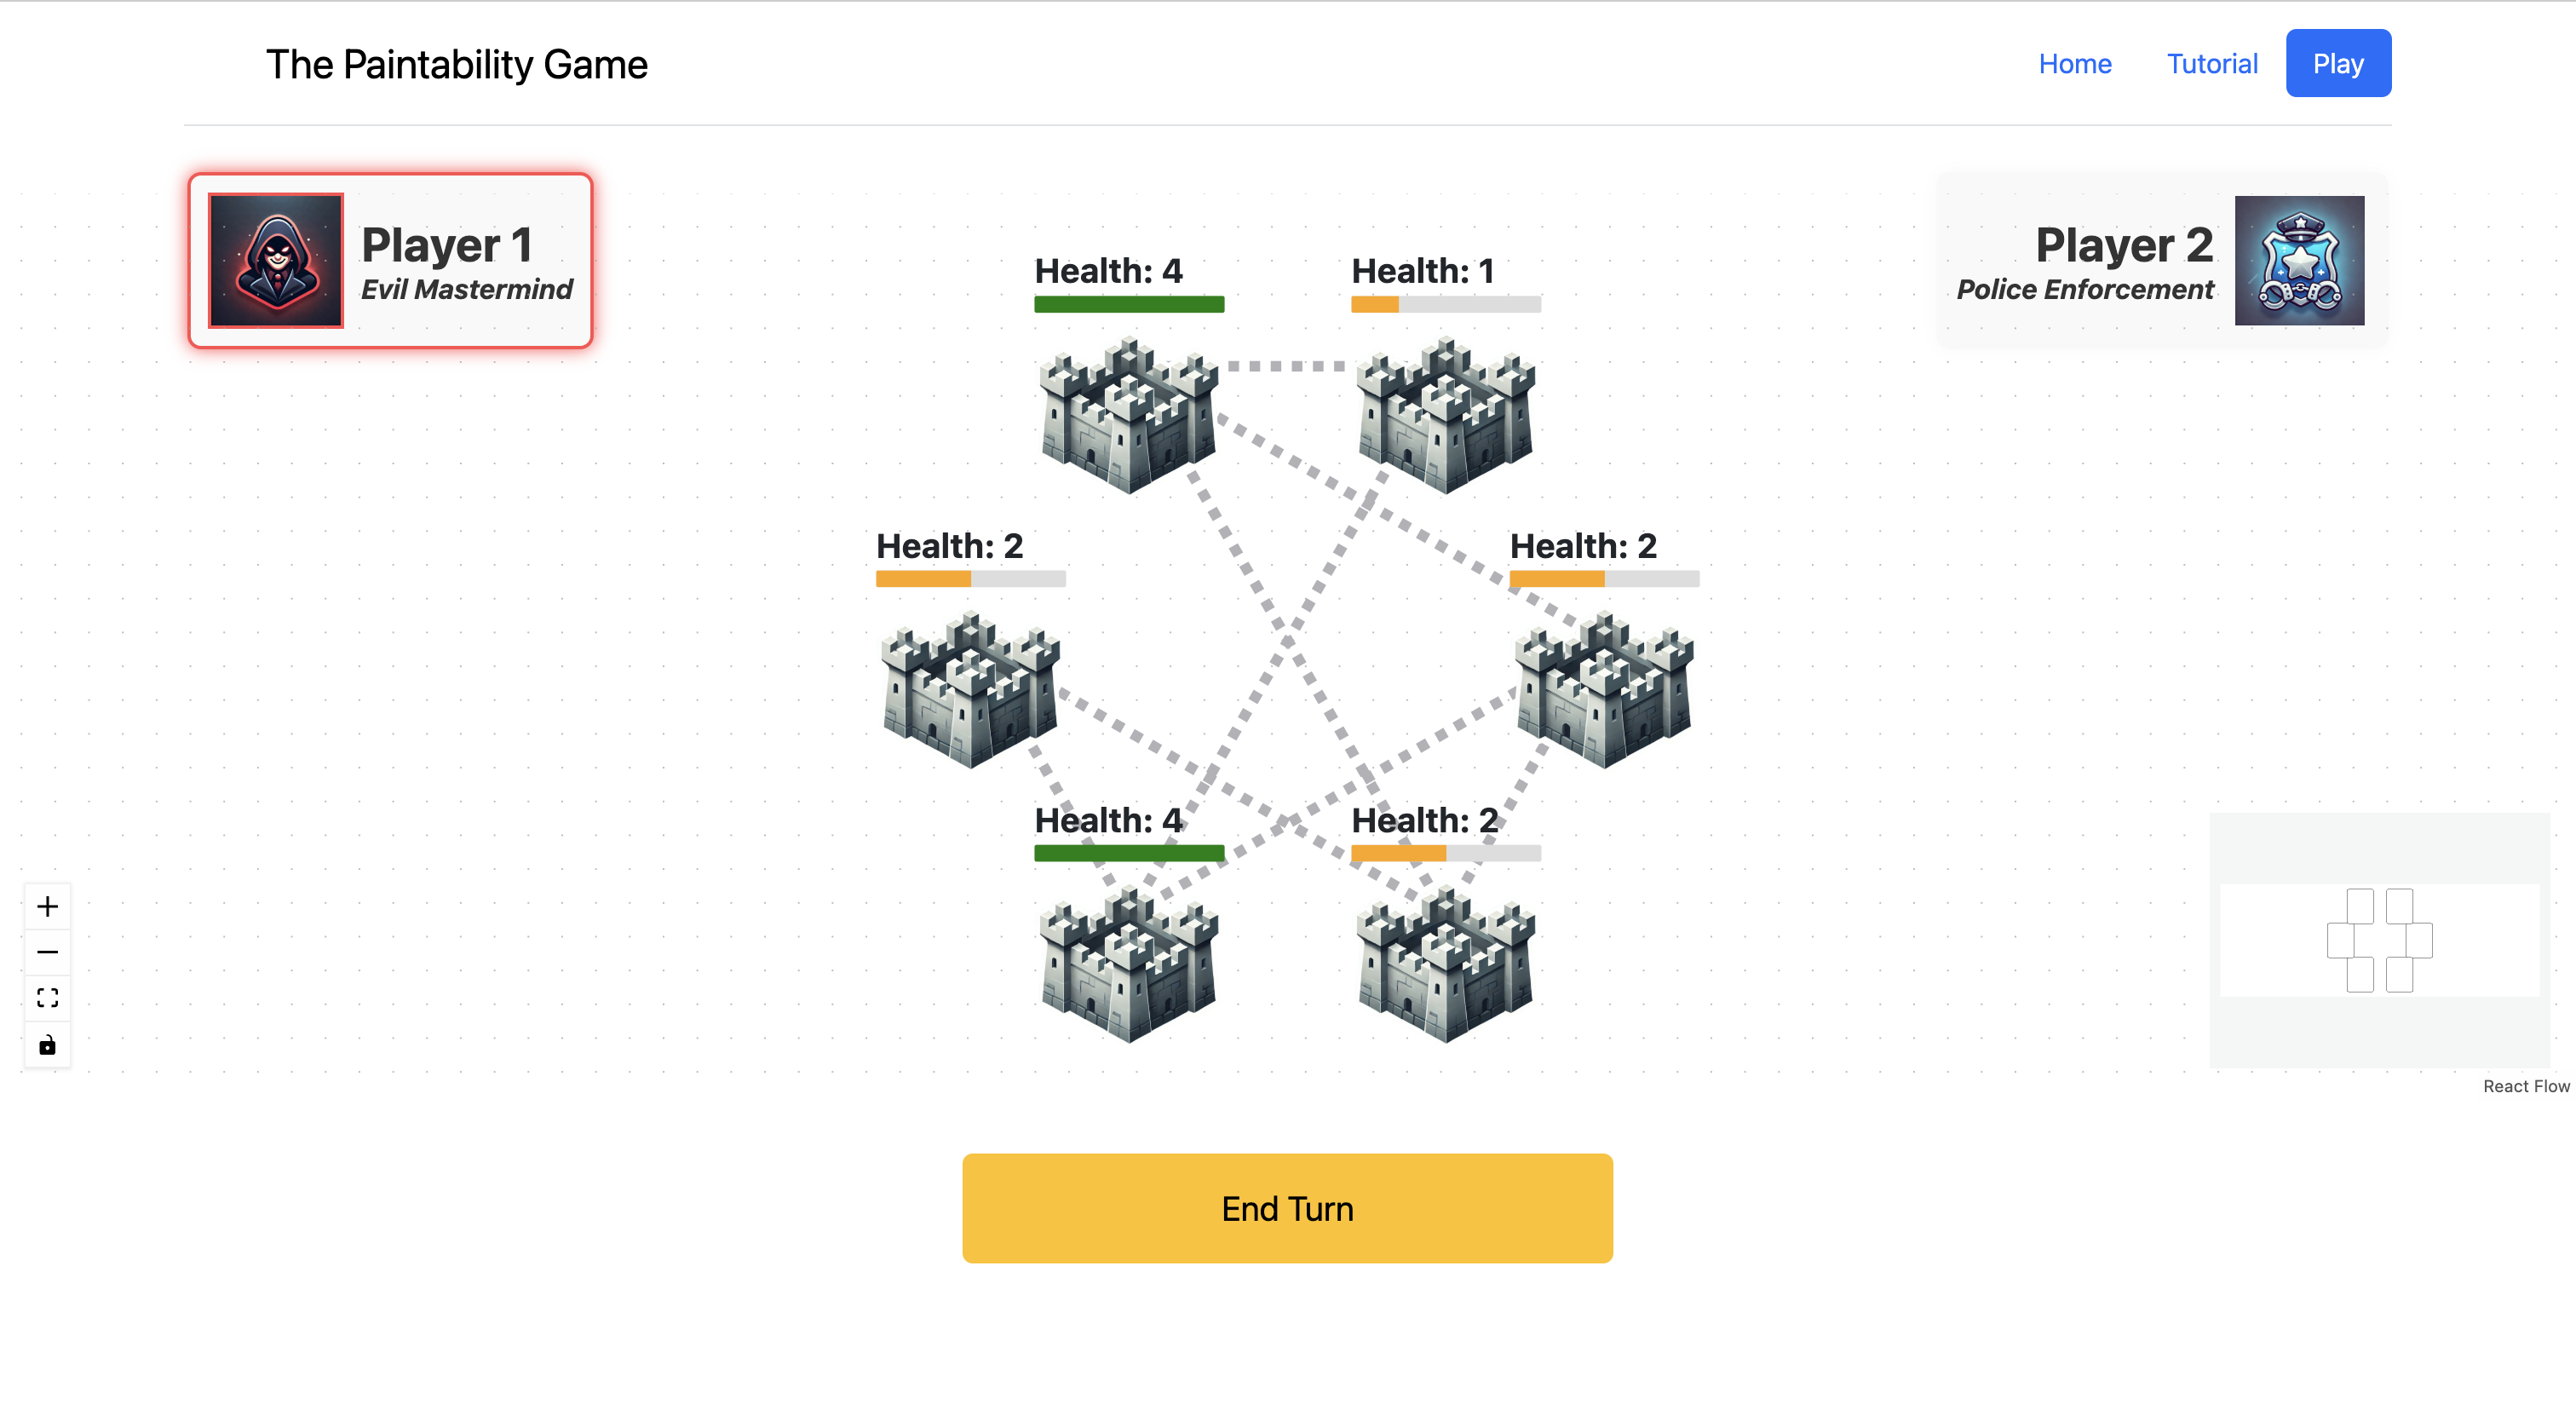 The Paintability Game
Home
Tutorial
Play
Player 1
Evil Mastermind
Player 2
Police Enforcement
Health: 4
Health: 1
Health: 2
Health: 2
Health: 4
Health: 2
React Flow
End Turn